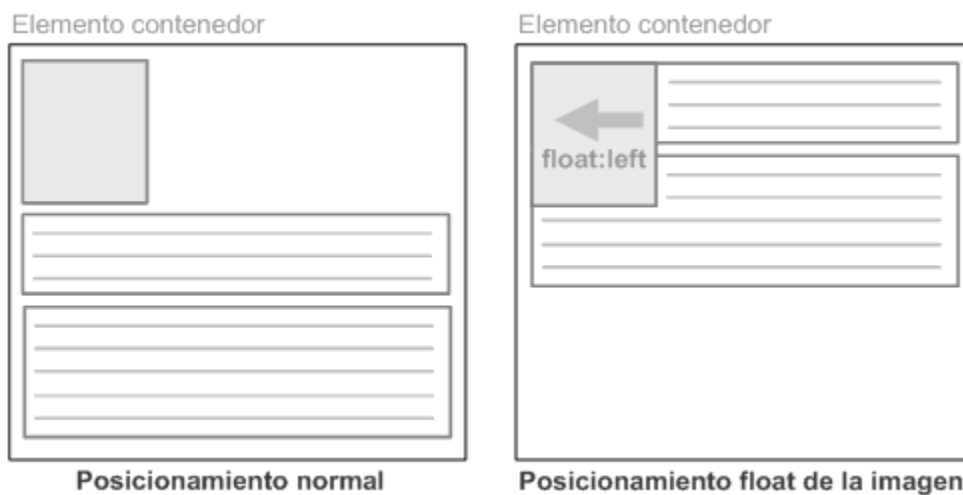 Elemento contenedor
Elemento contenedor
float:left
Posicionamiento normal
Posicionamiento float de la imagen